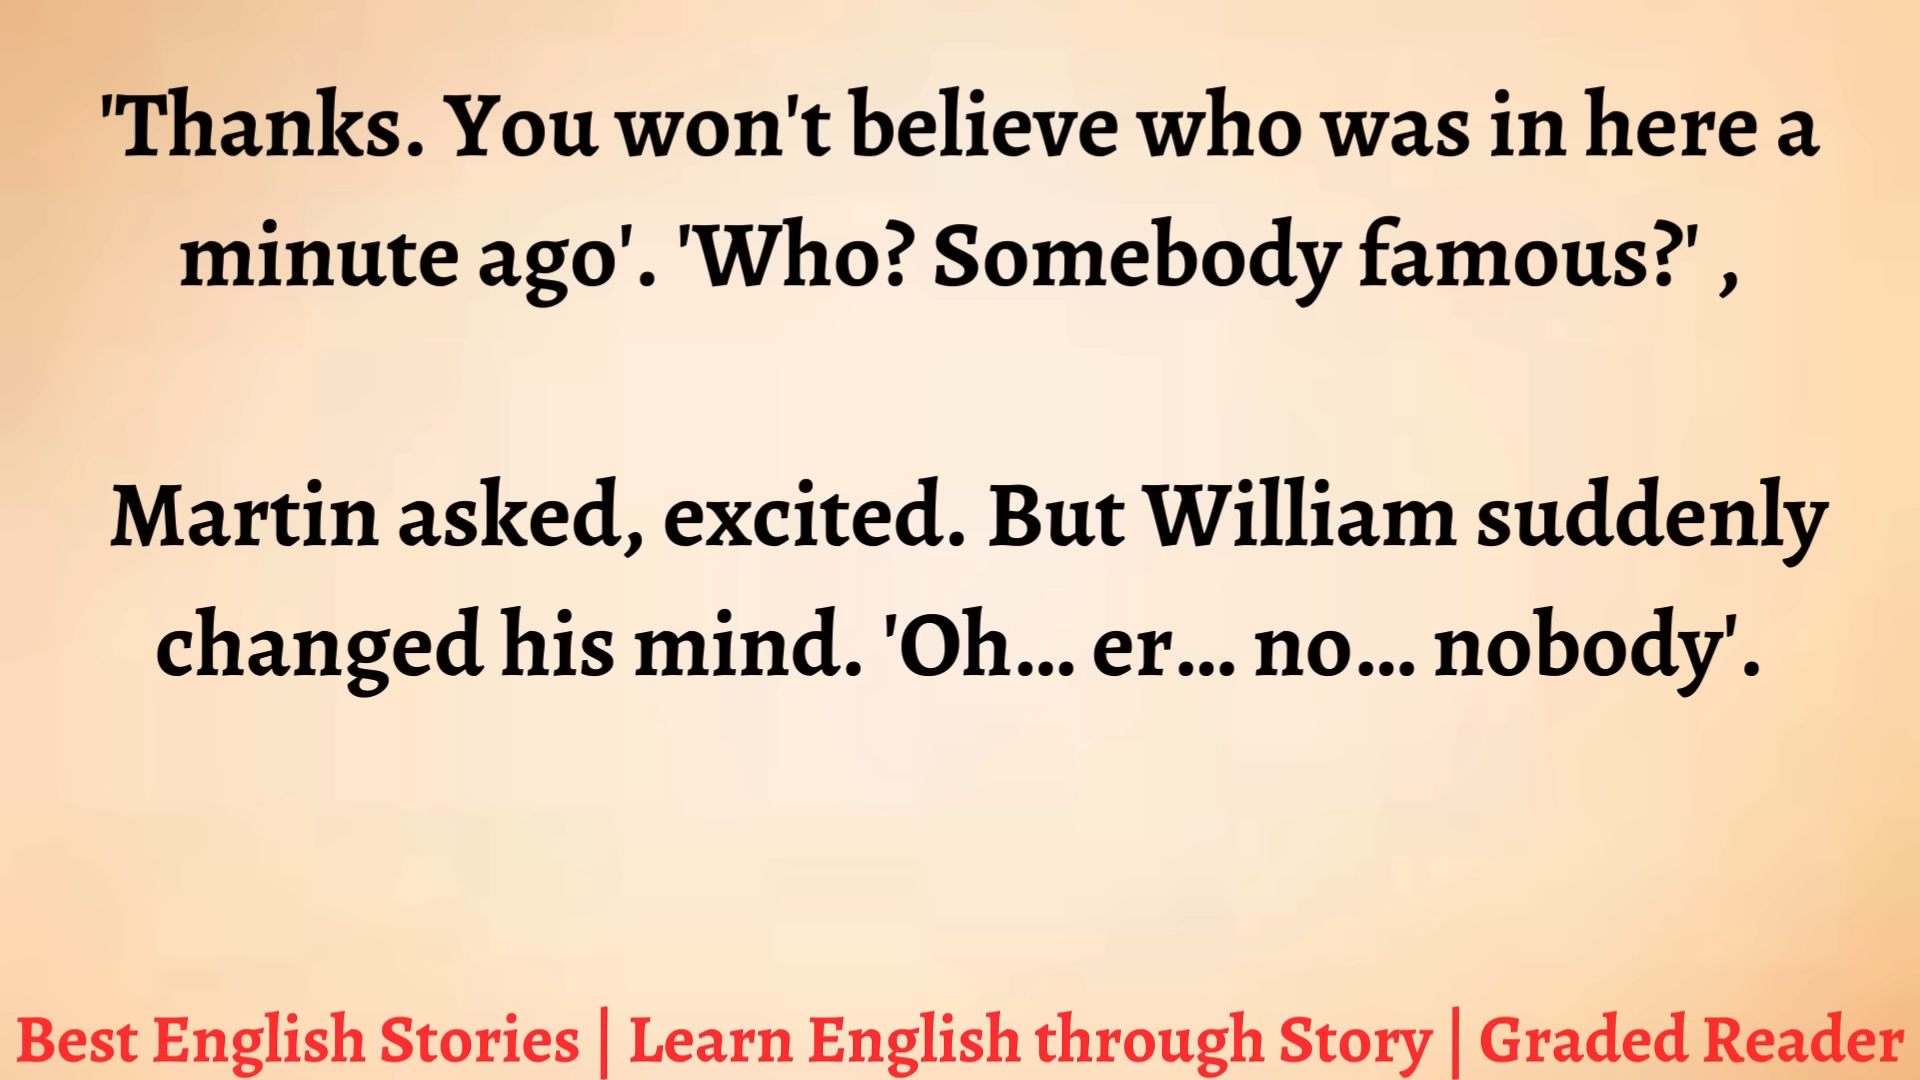 'Thanks. You won't believe who was in here a
minute ago'. 'Who? Somebody famous?' ,
Martin asked, excited. But William suddenly
changed his mind. 'Oh... er... no... nobody'.
Best English Stories | Learn English through Story | Graded Reader